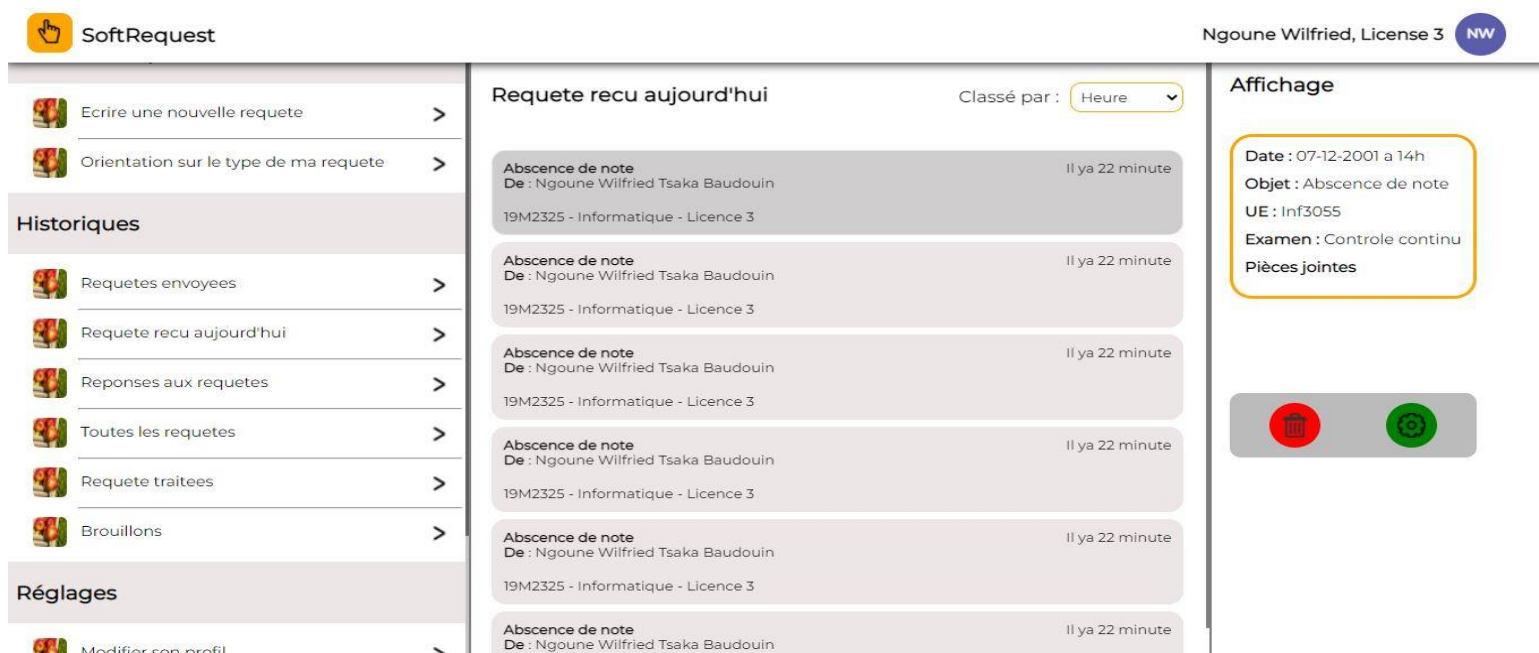 SoftRequest
Ngoune Wilfried, License 3
NW
Ecrire une nouvelle requete
Orientation sur le type de ma requete
Historiques
Requetes envoyees
Requete recu aujourd'hui
Reponses aux requetes
Toutes les requetes
Requete traitees
Brouillons
Réglages
Modifier son profil
Requete recu aujourd'hui
Classé par : Heure
Abscence de note
Il ya 22 minute
De : Ngoune Wilfried Tsaka Baudouin
19M2325 - Informatique - Licence 3
Abscence de note
Il ya 22 minute
De : Ngoune Wilfried Tsaka Baudouin
19M2325 - Informatique - Licence 3
Abscence de note
Il ya 22 minute
De : Ngoune Wilfried Tsaka Baudouin
19M2325 - Informatique - Licence 3
Abscence de note
Il ya 22 minute
De : Ngoune Wilfried Tsaka Baudouin
19M2325 - Informatique - Licence 3
Abscence de note
Il ya 22 minute
De : Ngoune Wilfried Tsaka Baudouin
19M2325 - Informatique - Licence 3
Abscence de note
Il ya 22 minute
De : Ngoune Wilfried Tsaka Baudouin
Affichage
Date : 07-12-2001 a 14h
Objet : Abscence de note
UE : Inf3055
Examen : Controle continu
Pièces jointes